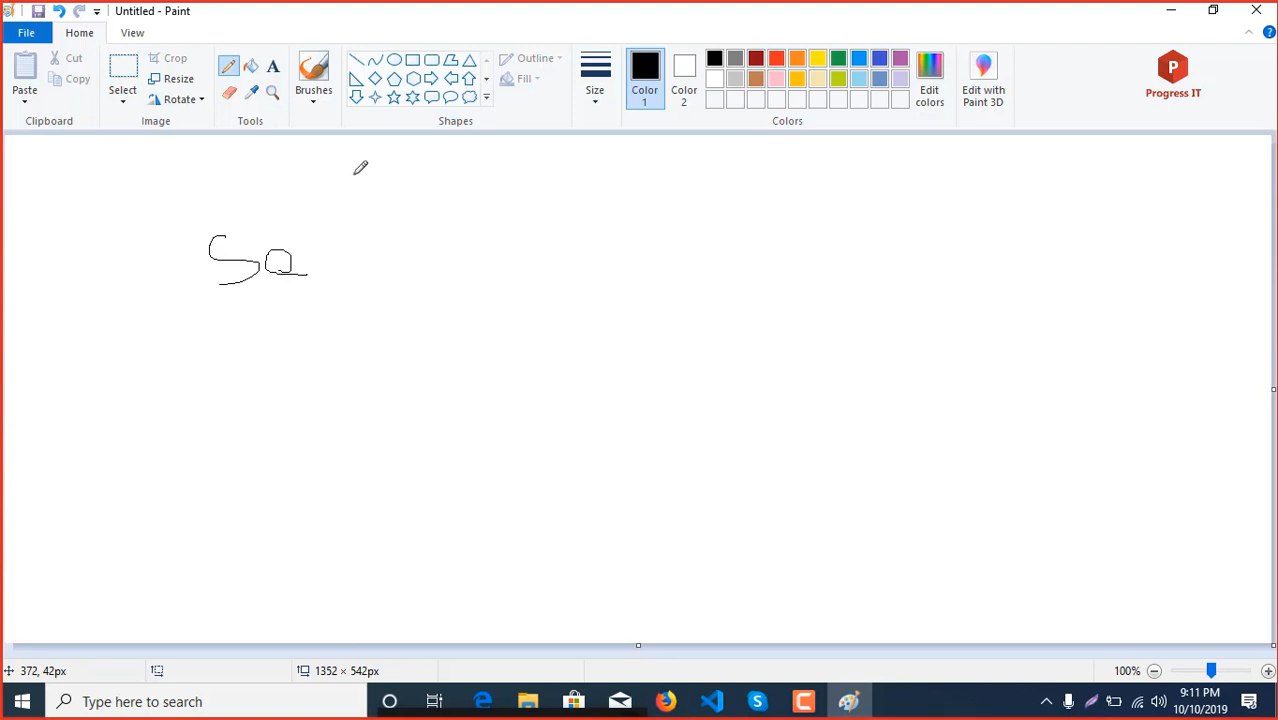 Untitled - Paint
File
Home
View
Paste
Cut
Copy
Clipboard
Select
Crop
Resize
Rotate
Image
A
Tools
Brushes
Outline
Fill
Shapes
Size
Color 1
Color 2
Edit colors
Colors
Edit with Paint 3D
P
Progress IT
Sa
372, 42px
1352 × 542px
100%
Type here to search
9:11 PM
10/10/2019